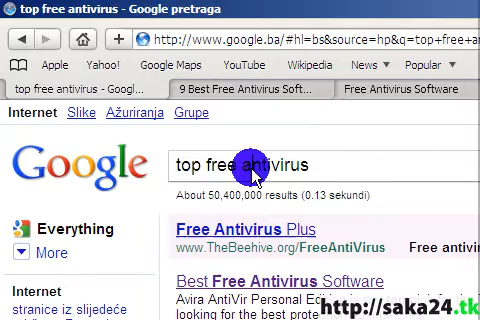 top free antivirus - Google pretraga
http://www.google.ba/#hl=bs&source=hp&q=top+free+a
Apple Yahoo! Google Maps YouTube Wikipedia News Popular
top free antivirus - Googl... 9 Best Free Antivirus Soft... Free Antivirus Software
Internet Slike Ažuriranja Grupe
Google
top free antivirus
About 50,400,000 results (0.13 sekundi)
Everything
Free Antivirus Plus
www.TheBeehive.org/FreeAntiVirus Free antivir
More
Best Free Antivirus Software
Internet
Avira AntiVir Personal Ed
stranice iz slijedeće
looking for the best prote
http://saka24.tk